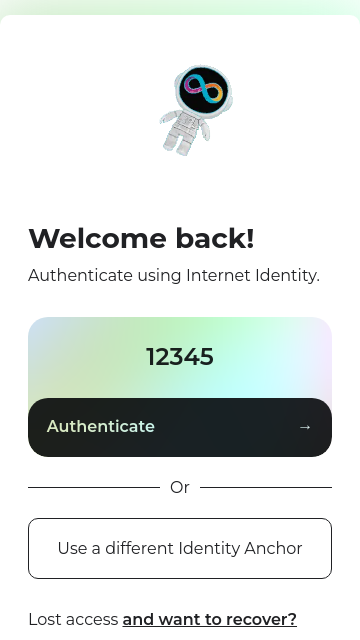 Welcome back!
Authenticate using Internet Identity.
12345
Authenticate →
Or
Use a different Identity Anchor
Lost access and want to recover?